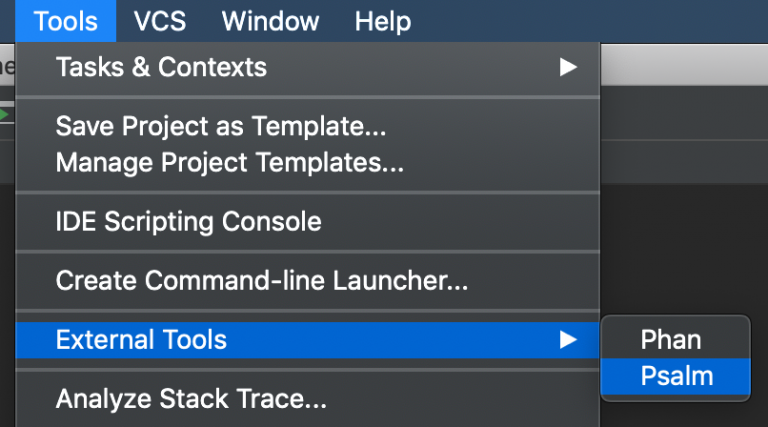 Tools VCS Window Help
Tasks & Contexts
Save Project as Template...
Manage Project Templates...
IDE Scripting Console
Create Command-line Launcher...
External Tools
Phan
Psalm
Analyze Stack Trace...